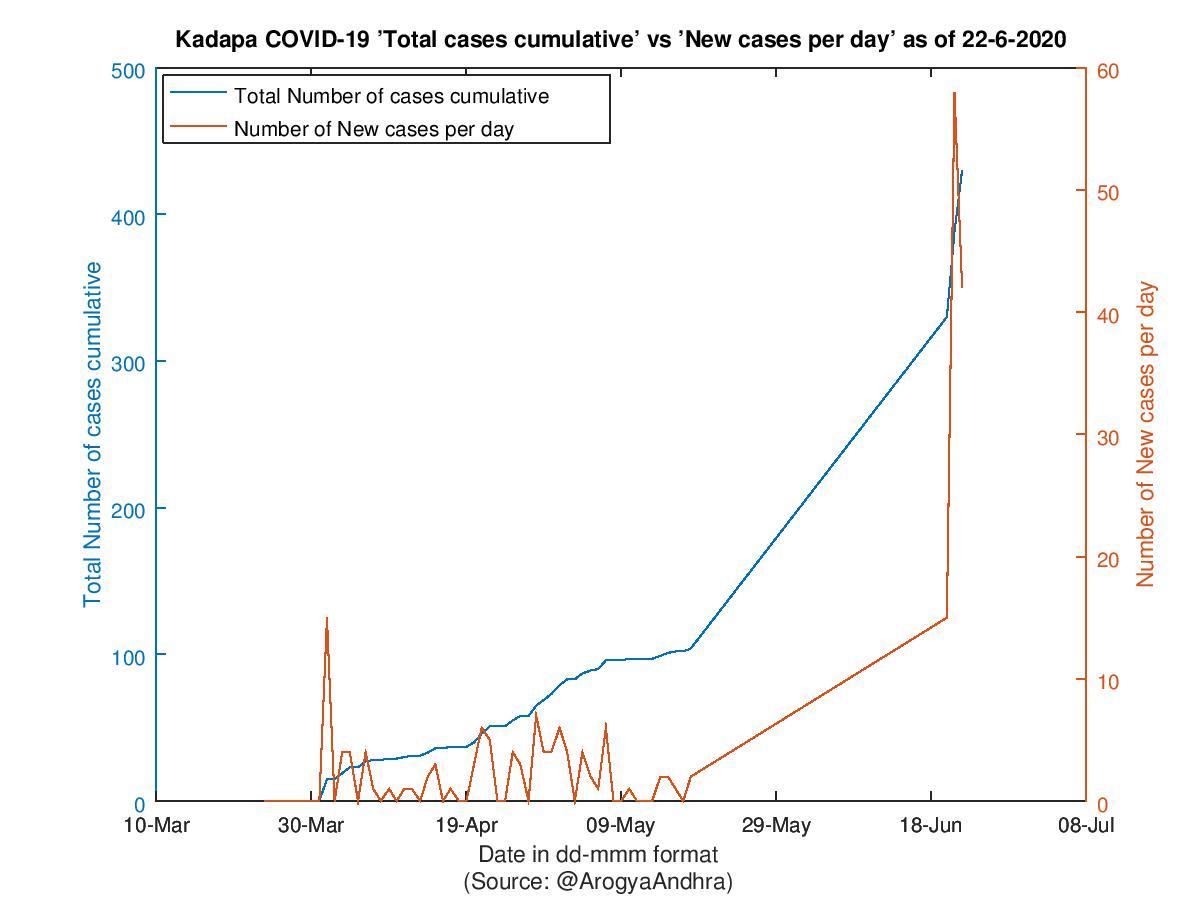 Kadapa COVID-19 ’Total cases cumulative’ vs ’New cases per day’ as of 22-6-2020
Total Number of cases cumulative
Number of New cases per day
500
400
300
200
100
0
Total Number of cases cumulative
60
50
40
30
20
10
0
Number of New cases per day
10-Mar
30-Mar
19-Apr
09-May
29-May
18-Jun
08-Jul
Date in dd-mmm format
(Source: @ArogyaAndhra)